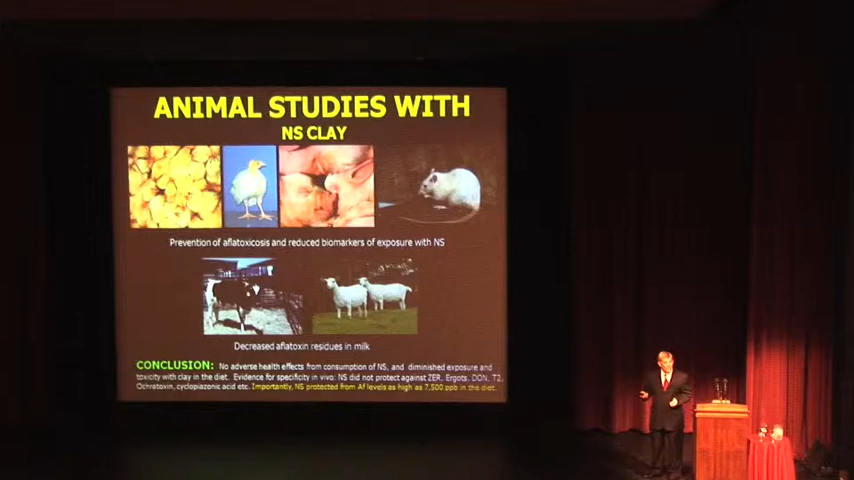 ANIMAL STUDIES WITH
NS CLAY
Prevention of aflatoxicosis and reduced biomarkers of exposure with NS
Decreased aflatoxin residues in milk
CONCLUSION: No adverse health effects from consumption of NS, and diminished exposure and
toxicity with clay in the diet. Evidence for specificity in vivo: NS did not protect against ZER, Ergots, DON, T2,
Ochratoxin, cyclopiazonic acid etc. Importantly, NS protected from Af levels as high as 7,500 ppb in the diet.